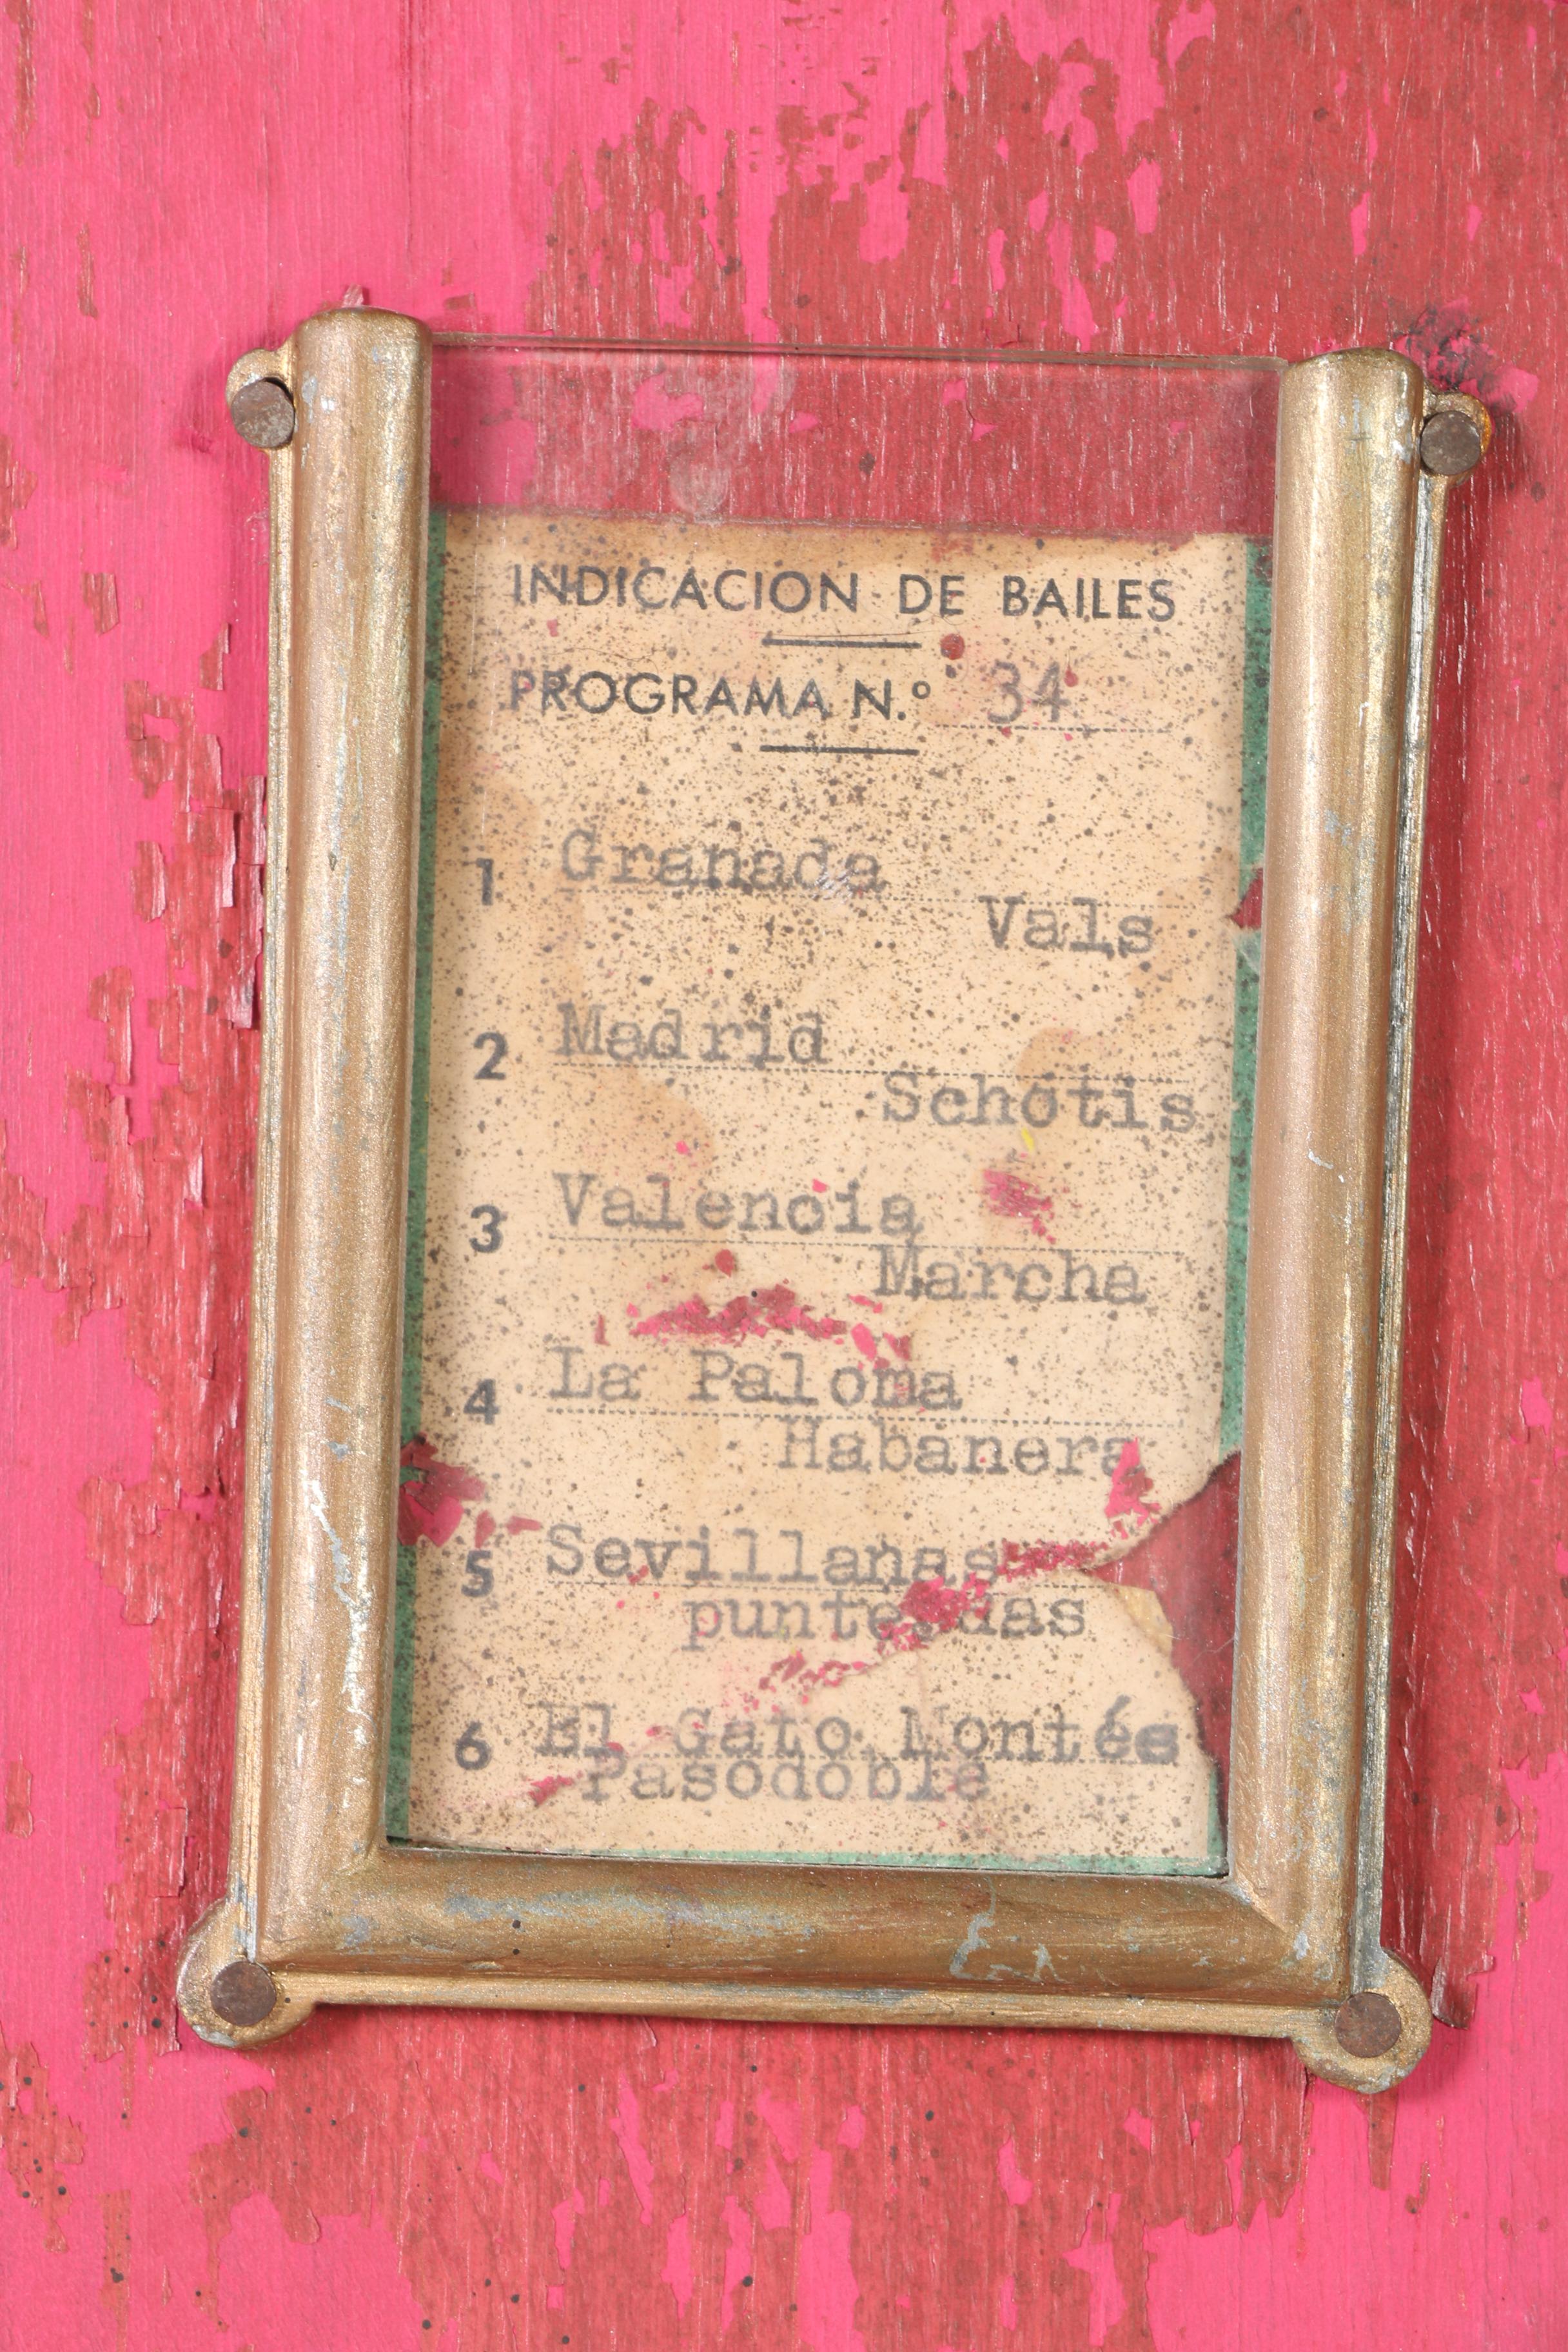 INDICACION DE BAILES
PROGRAMA N.º 34
1 Granada
Vals
2 Madrid
Schotis
3 Valencia
Marcha
4 La Paloma
Habanera
5 Sevillanas
6 El Gato Montés
Pasodoble